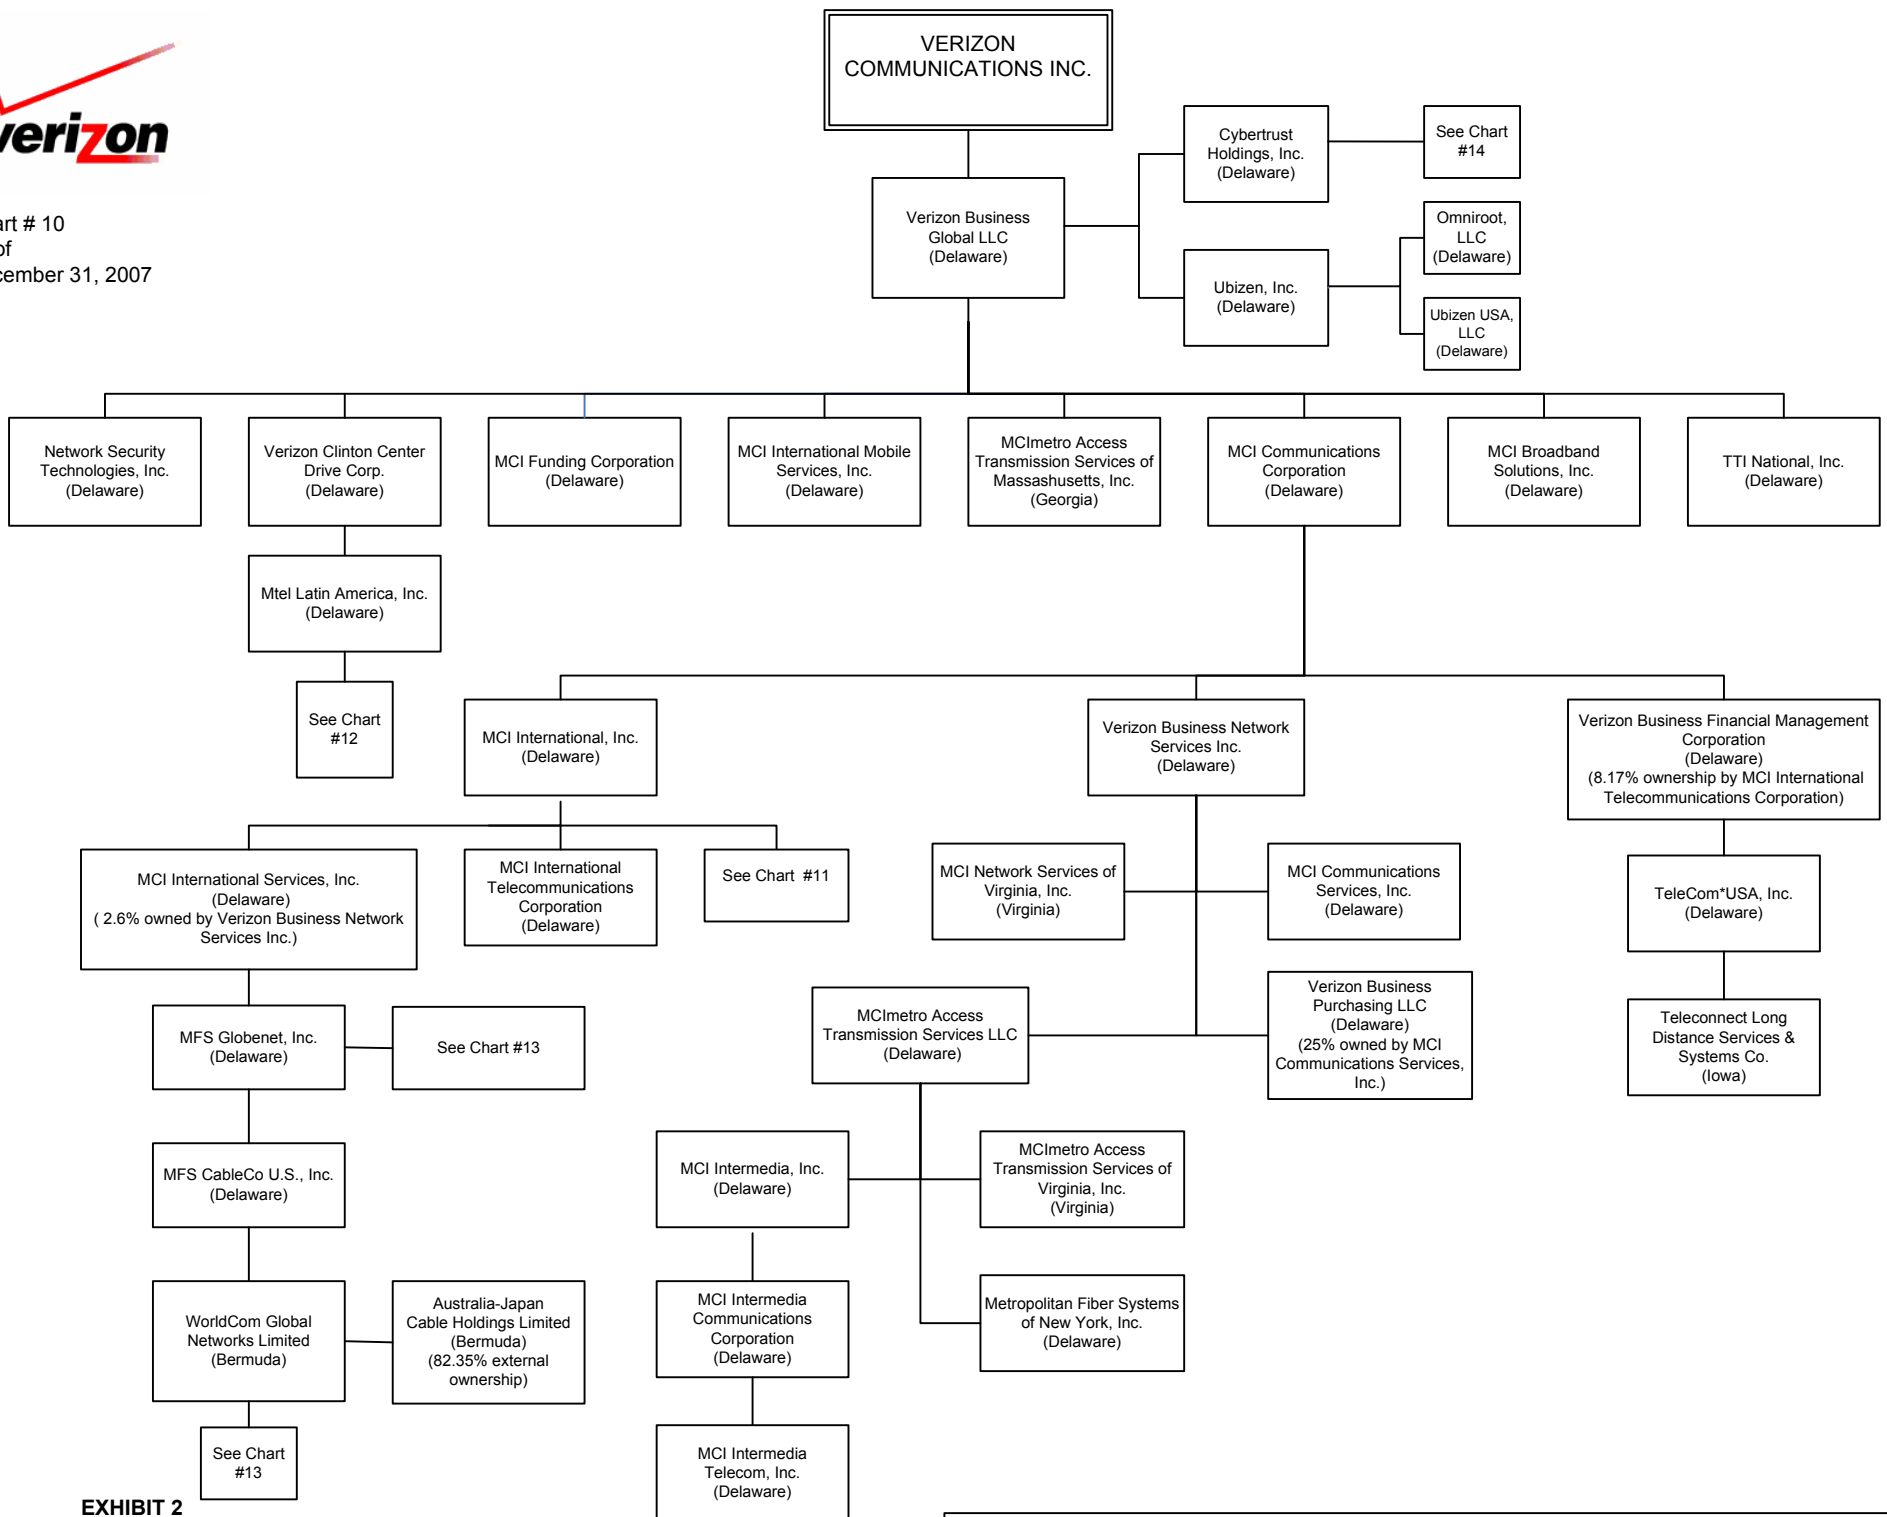 VERIZON
COMMUNICATIONS INC.
verizon
Cybertrust
Holdings, Inc.
(Delaware)
See Chart
#14
Verizon Business
Global LLC
(Delaware)
Omniroot,
LLC
(Delaware)
Ubizen, Inc.
(Delaware)
Ubizen USA,
LLC
(Delaware)
art # 10
of
cember 31, 2007
Network Security
Technologies, Inc.
(Delaware)
Verizon Clinton Center
Drive Corp.
(Delaware)
MCI Funding Corporation
(Delaware)
MCI International Mobile
Services, Inc.
(Delaware)
MCImetro Access
Transmission Services of
Massashusetts, Inc.
(Georgia)
MCI Communications
Corporation
(Delaware)
MCI Broadband
Solutions, Inc.
(Delaware)
TTI National, Inc.
(Delaware)
Mtel Latin America, Inc.
(Delaware)
See Chart
#12
MCI International, Inc.
(Delaware)
Verizon Business Network
Services Inc.
(Delaware)
Verizon Business Financial Management
Corporation
(Delaware)
(8.17% ownership by MCI International
Telecommunications Corporation)
MCI International Services, Inc.
(Delaware)
( 2.6% owned by Verizon Business Network
Services Inc.)
MCI International
Telecommunications
Corporation
(Delaware)
See Chart #11
MCI Network Services of
Virginia, Inc.
(Virginia)
MCI Communications
Services, Inc.
(Delaware)
TeleCom*USA, Inc.
(Delaware)
MFS Globenet, Inc.
(Delaware)
See Chart #13
MCImetro Access
Transmission Services LLC
(Delaware)
Verizon Business
Purchasing LLC
(Delaware)
(25% owned by MCI
Communications Services,
Inc.)
Teleconnect Long
Distance Services &
Systems Co.
(Iowa)
MFS CableCo U.S., Inc.
(Delaware)
MCI Intermedia, Inc.
(Delaware)
MCImetro Access
Transmission Services of
Virginia, Inc.
(Virginia)
WorldCom Global
Networks Limited
(Bermuda)
Australia-Japan
Cable Holdings Limited
(Bermuda)
(82.35% external
ownership)
MCI Intermedia
Communications
Corporation
(Delaware)
Metropolitan Fiber Systems
of New York, Inc.
(Delaware)
See Chart
#13
MCI Intermedia
Telecom, Inc.
(Delaware)
EXHIBIT 2